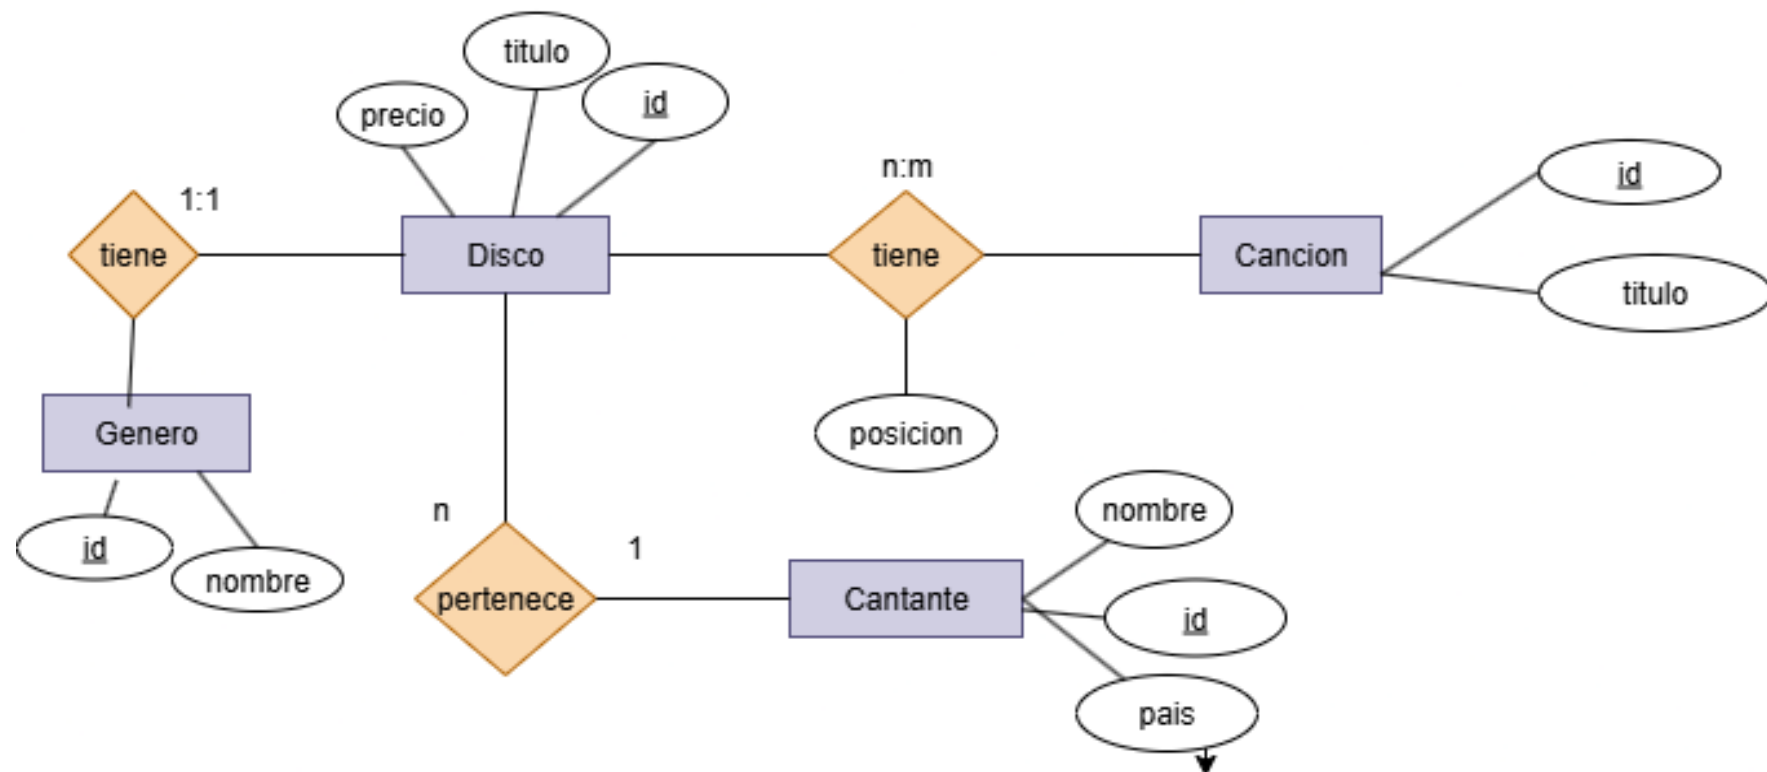 titulo
id
precio
n:m
id
1:1
tiene
Disco
tiene
Cancion
titulo
Genero
posicion
n
nombre
1
id
nombre
pertenece
Cantante
id
pais